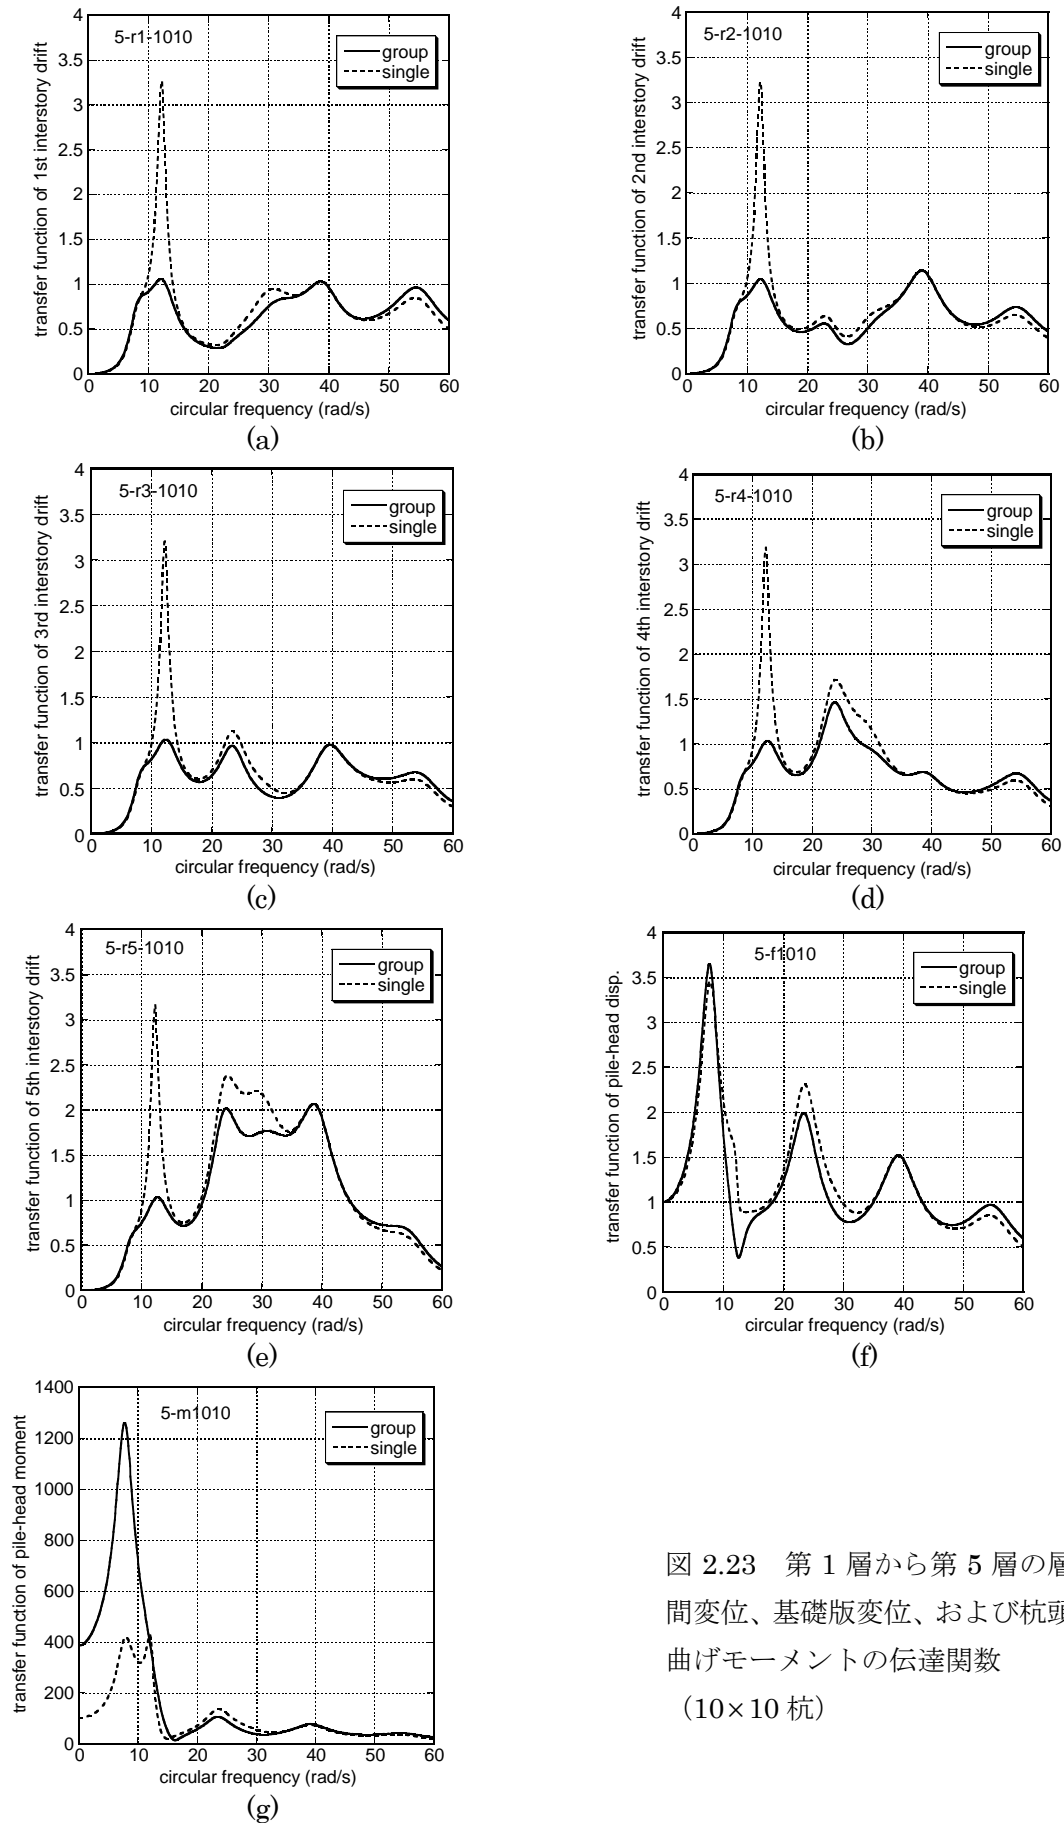 5-r1-1010
group
single
transfer function of 1st interstory drift
4
3.5
3
2.5
2
1.5
1
0.5
0
0 10 20 30 40 50 60
circular frequency (rad/s)
(a)
5-r2-1010
group
single
transfer function of 2nd interstory drift
4
3.5
3
2.5
2
1.5
1
0.5
0
0 10 20 30 40 50 60
circular frequency (rad/s)
(b)
5-r3-1010
group
single
transfer function of 3rd interstory drift
4
3.5
3
2.5
2
1.5
1
0.5
0
0 10 20 30 40 50 60
circular frequency (rad/s)
(c)
5-r4-1010
group
single
transfer function of 4th interstory drift
4
3.5
3
2.5
2
1.5
1
0.5
0
0 10 20 30 40 50 60
circular frequency (rad/s)
(d)
5-r5-1010
group
single
transfer function of 5th interstory drift
4
3.5
3
2.5
2
1.5
1
0.5
0
0 10 20 30 40 50 60
circular frequency (rad/s)
(e)
5-f1010
group
single
transfer function of pile-head disp.
4
3.5
3
2.5
2
1.5
1
0.5
0
0 10 20 30 40 50 60
circular frequency (rad/s)
(f)
5-m1010
group
single
transfer function of pile-head moment
1400
1200
1000
800
600
400
200
0
0 10 20 30 40 50 60
circular frequency (rad/s)
(g)
図 2.23　第 1 層から第 5 層の層
間変位、基礎版変位、および杭頭
曲げモーメントの伝達関数
（10×10 杭）